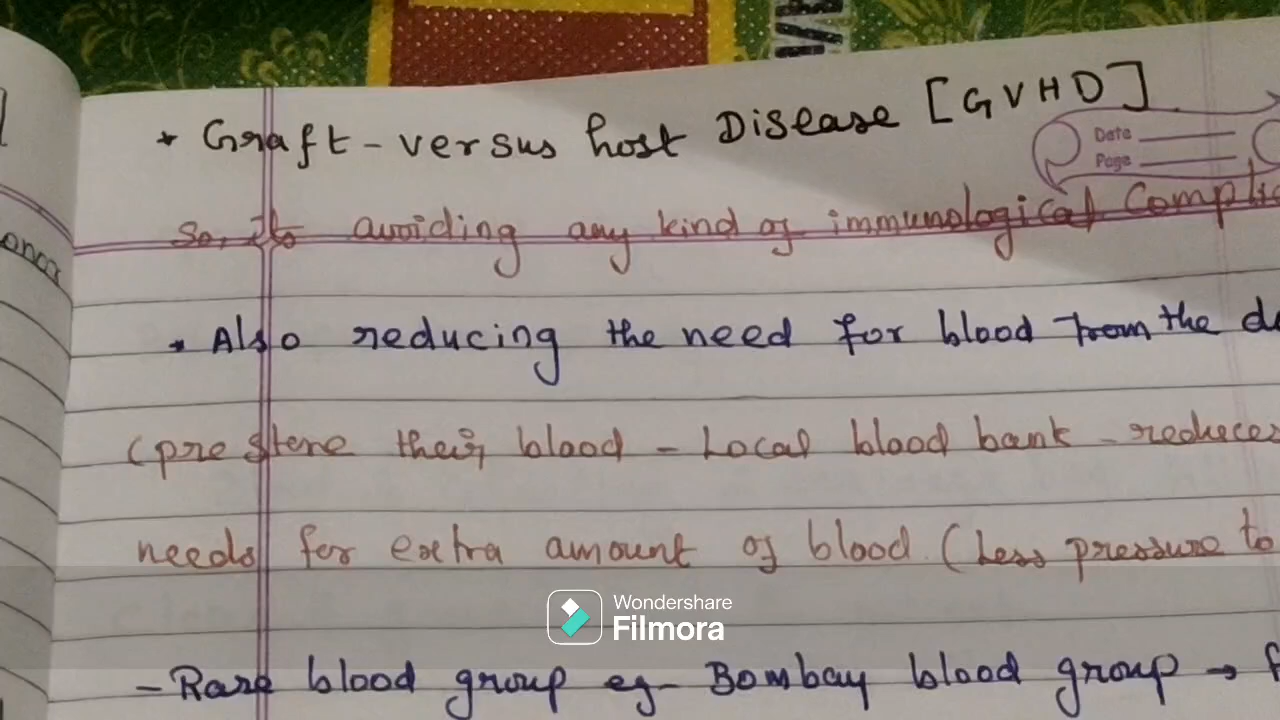 * Graft-versus host Disease [GVHD]
Date
Page
So, its avoiding any kind of immunological Complic
* Also reducing the need for blood from the
(pre store their blood - Local blood bank - reduces
needs for extra amount of blood. (Less pressure to
Wondershare
Filmora
- Rare blood group eg- Bombay blood group →